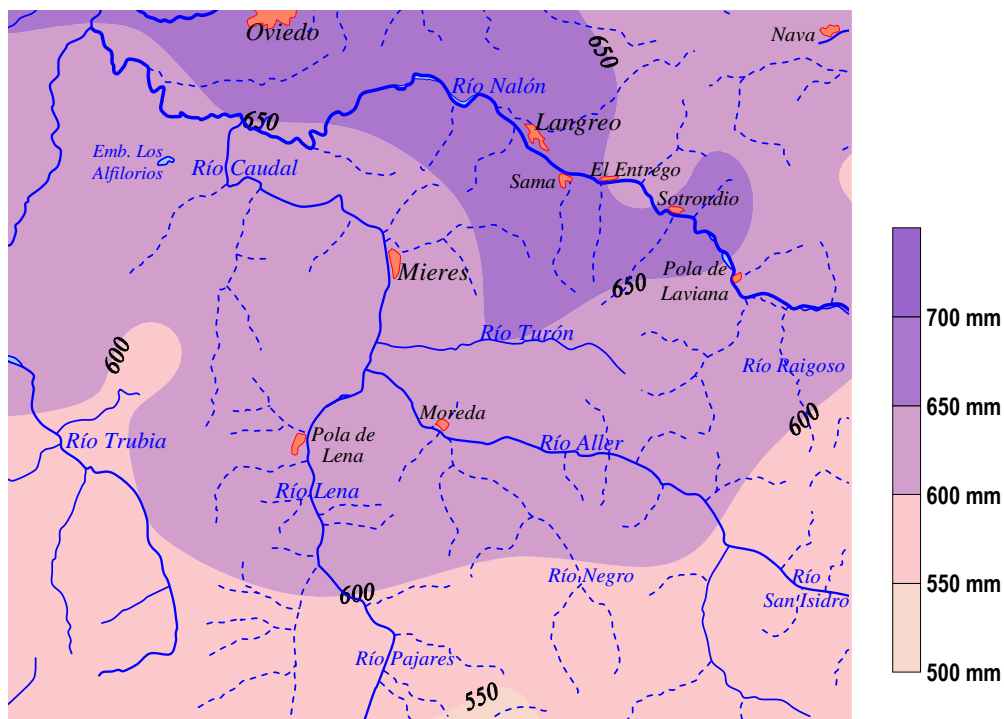 Oviedo
Nava
650
Río Nalón
650
Langreo
Emb. Los
Alfilorios
Río Caudal
El Entrego
Sama
Sotrondio
Mieres
Pola de
Laviana
650
Río Turón
600
Río Raigoso
Moreda
600
Río Trubia
Pola de
Lena
Río Aller
Río Lena
Río Negro
Río
San Isidro
600
Río Pajares
550
700 mm
650 mm
600 mm
550 mm
500 mm